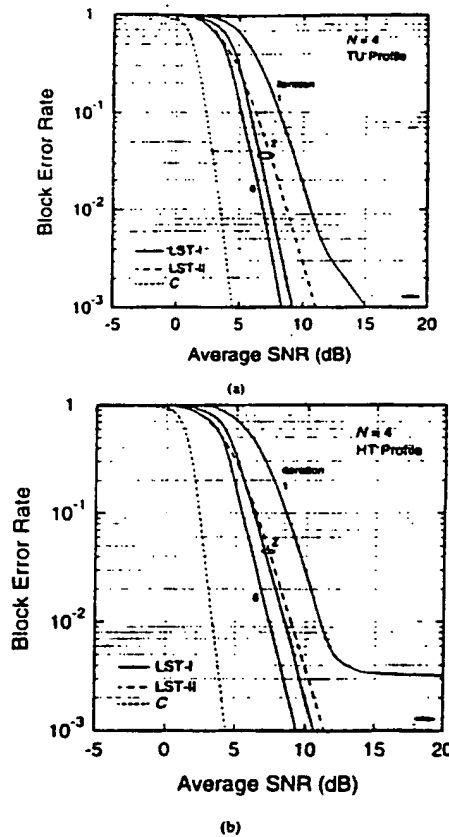 1
N = 4
TU Profile
iteration
1
10-1
2
6
10-2
LST-I
LST-II
C
10-3
-5
0
5
10
15
20
Block Error Rate
Average SNR (dB)
(a)
1
N = 4
HT Profile
iteration
1
10-1
2
6
10-2
LST-I
LST-II
C
10-3
-5
0
5
10
15
20
Block Error Rate
Average SNR (dB)
(b)